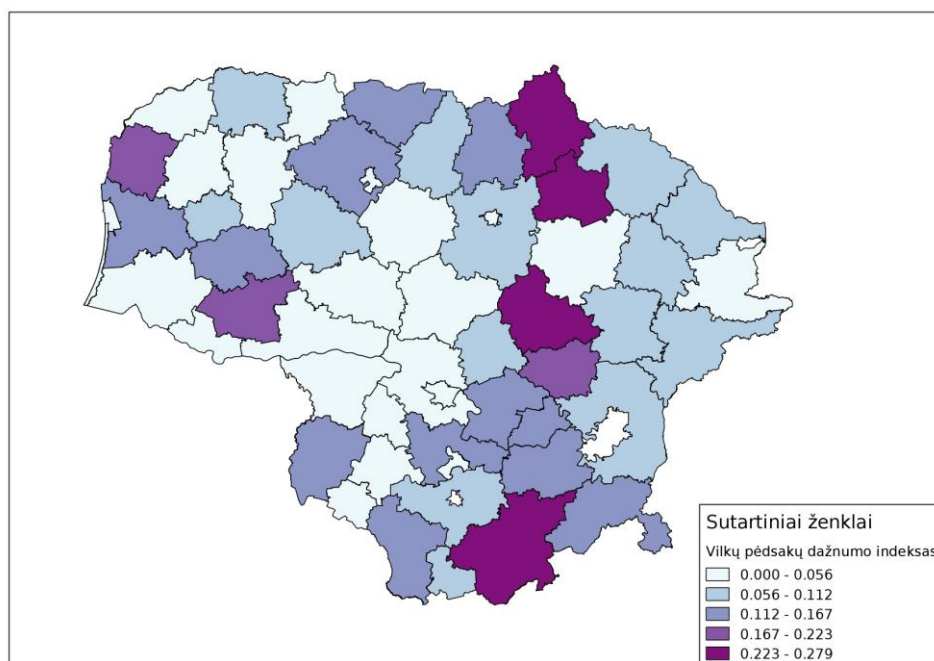 Sutartiniai ženklai
Vilkų pėdsakų dažnumo indeksas
0.000 - 0.056
0.056 - 0.112
0.112 - 0.167
0.167 - 0.223
0.223 - 0.279